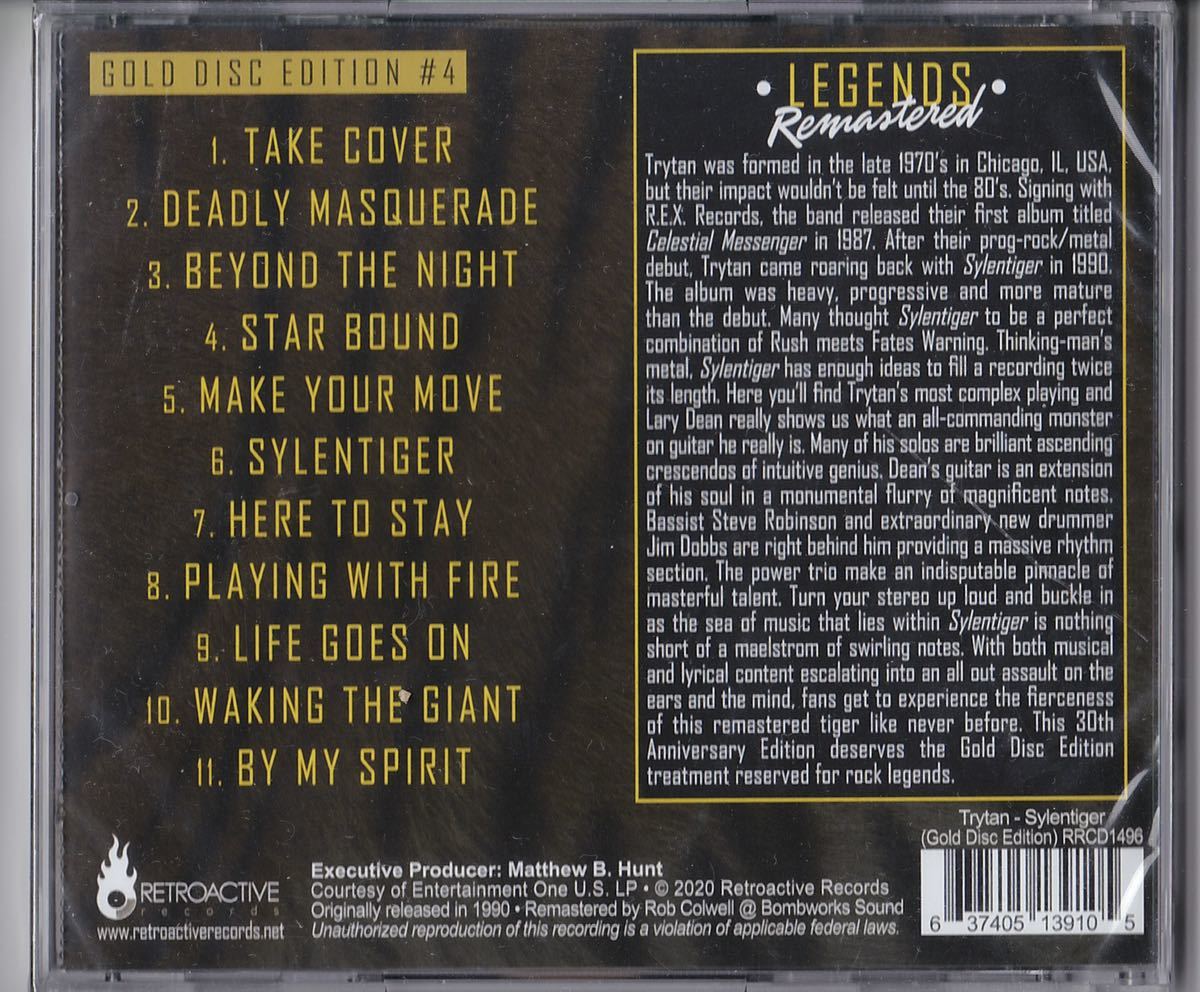 GOLD DISC EDITION #4
1. TAKE COVER
2. DEADLY MASQUERADE
3. BEYOND THE NIGHT
4. STAR BOUND
5. MAKE YOUR MOVE
6. SYLENTIGER
7. HERE TO STAY
8. PLAYING WITH FIRE
9. LIFE GOES ON
10. WAKING THE GIANT
11. BY MY SPIRIT
• LEGENDS •
Remastered
Trytan was formed in the late 1970's in Chicago, IL, USA,
but their impact wouldn't be felt until the 80's. Signing with
R.E.X. Records, the band released their first album titled
Celestial Messenger in 1987. After their prog-rock/metal
debut, Trytan came roaring back with Sylentiger in 1990.
The album was heavy, progressive and more mature
than the debut. Many thought Sylentiger to be a perfect
combination of Rush meets Fates Warning. Thinking-man's
metal, Sylentiger has enough ideas to fill a recording twice
its length. Here you'll find Trytan's most complex playing and
Lary Dean really shows us what an all-commanding monster
on guitar he really is. Many of his solos are brilliant ascending
crescendos of intuitive genius. Dean's guitar is an extension
of his soul in a monumental flurry of magnificent notes.
Bassist Steve Robinson and extraordinary new drummer
Jim Dobbs are right behind him providing a massive rhythm
section. The power trio make an indisputable pinnacle of
masterful talent. Turn your stereo up loud and buckle in
as the sea of music that lies within Sylentiger is nothing
short of a maelstrom of swirling notes. With both musical
and lyrical content escalating into an all out assault on the
ears and the mind, fans get to experience the fierceness
of this remastered tiger like never before. This 30th
Anniversary Edition deserves the Gold Disc Edition
treatment reserved for rock legends.
Trytan - Sylentiger
(Gold Disc Edition) RRCD1496
6 37405 13910 5
RETROACTIVE
records
www.retroactiverecords.net
Executive Producer: Matthew B. Hunt
Courtesy of Entertainment One U.S. LP • © 2020 Retroactive Records
Originally released in 1990 • Remastered by Rob Colwell @ Bombworks Sound
Unauthorized reproduction of this recording is a violation of applicable federal laws.